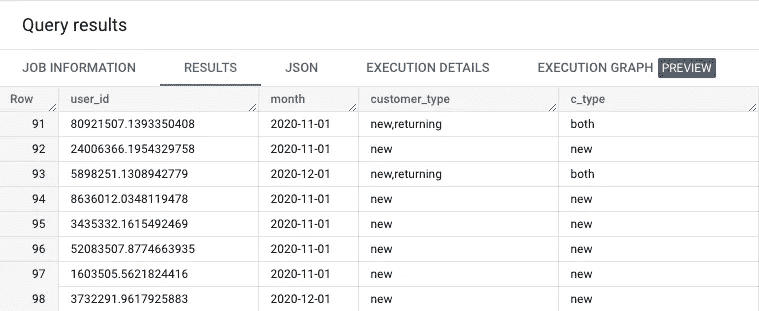 Query results
JOB INFORMATION RESULTS JSON EXECUTION DETAILS EXECUTION GRAPH PREVIEW
Row user_id month customer_type c_type
91 80921507.1393350408 2020-11-01 new,returning both
92 24006366.1954329758 2020-11-01 new new
93 5898251.1308942779 2020-12-01 new,returning both
94 8636012.0348119478 2020-11-01 new new
95 3435332.1615492469 2020-11-01 new new
96 52083507.8774663935 2020-11-01 new new
97 1603505.5621824416 2020-11-01 new new
98 3732291.9617925883 2020-12-01 new new